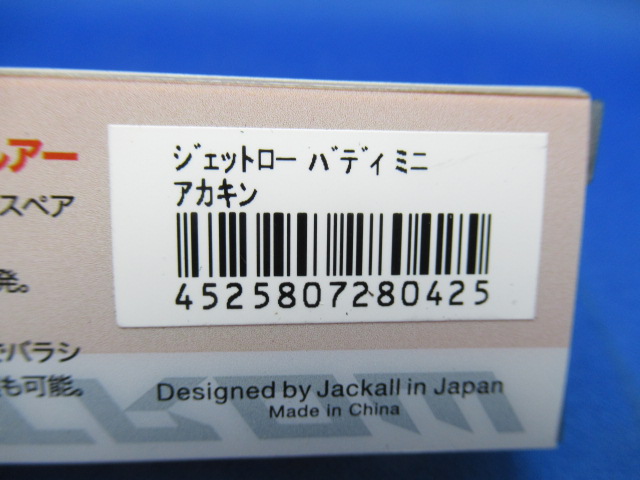 ルアー
スペア
発。
でバラシ
も可能。
ジェットロー バディ ミニ
アカキン
4525807280425
Designed by Jackall in Japan
Made in China